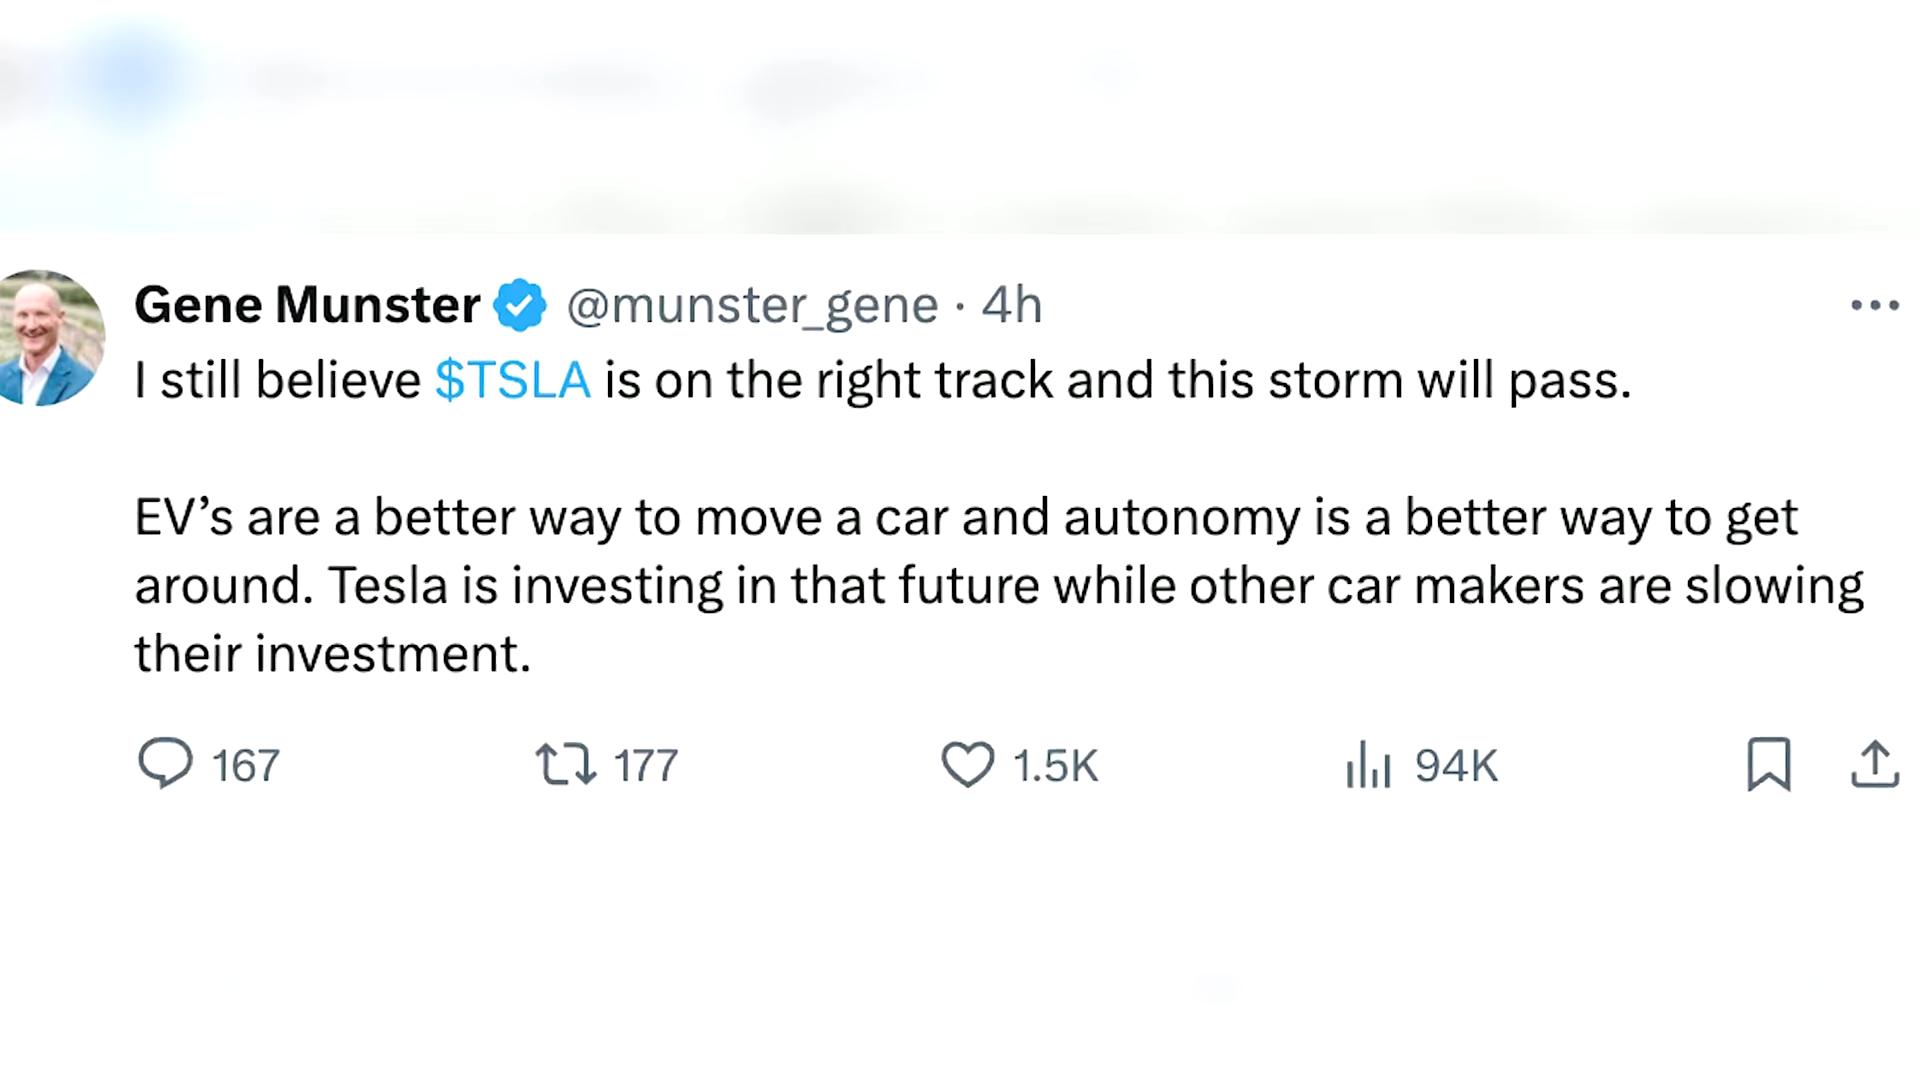 Gene Munster @munster_gene · 4h
I still believe $TSLA is on the right track and this storm will pass.
EV’s are a better way to move a car and autonomy is a better way to get
around. Tesla is investing in that future while other car makers are slowing
their investment.
167 177 1.5K 94K